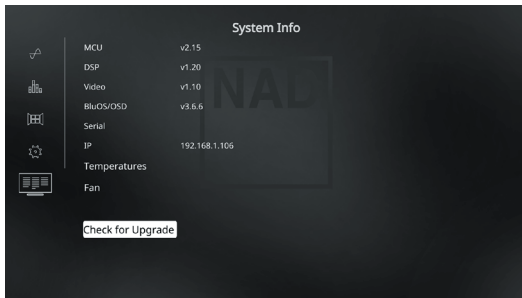 System Info
MCU v2.15
DSP v1.20
Video v1.10
BluOS/OSD v3.6.6
Serial
IP 192.168.1.106
Temperatures
Fan
Check for Upgrade
NAD